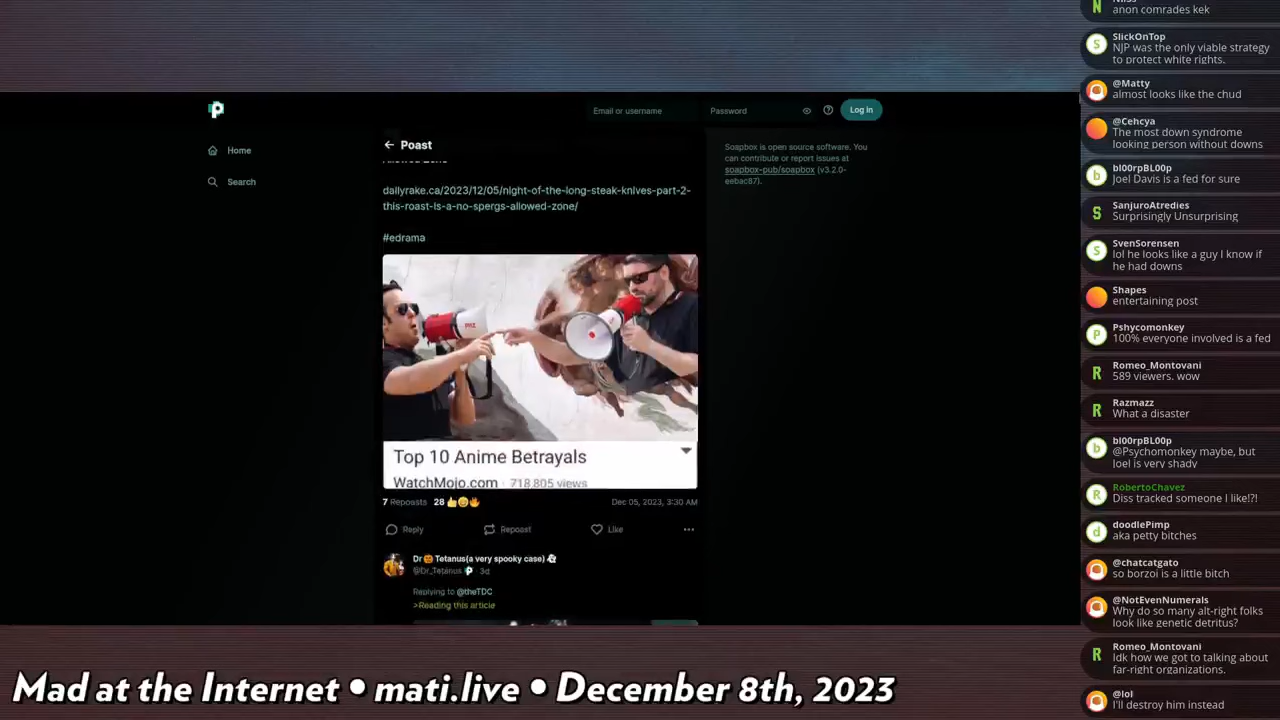 Email or username
Password
Log in
Home
Search
Poast
dailyrake.ca/2023/12/05/night-of-the-long-steak-knives-part-2-
this-roast-is-a-no-spergs-allowed-zone/
#edrama
Top 10 Anime Betrayals
WatchMojo.com · 718,805 views
7 Reposts 28
Dec 05, 2023, 3:30 AM
Reply
Repost
Like
Dr Tetanus(a very spooky case)
@Dr_Tetanus · 3d
Replying to @theTDC
>Reading this article
Soapbox is open source software. You
can contribute or report issues at
soapbox-pub/soapbox (v3.2.0-
eebac87).
anon comrades kek
SlickOnTop
NJP was the only viable strategy
to protect white rights.
@Matty
almost looks like the chud
@Cehcya
The most down syndrome
looking person without downs
bl00rpBL00p
Joel Davis is a fed for sure
SanjuroAtredies
Surprisingly Unsurprising
SvenSorensen
lol he looks like a guy I know if
he had downs
Shapes
entertaining post
Pshycomonkey
100% everyone involved is a fed
Romeo_Montovani
589 viewers. wow
Razmazz
What a disaster
bl00rpBL00p
@Psychomonkey maybe, but
Joel is very shady
RobertoChavez
Diss tracked someone I like!?!
doodlePimp
aka petty bitches
@chatcatgato
so borzoi is a little bitch
@NotEvenNumerals
Why do so many alt-right folks
look like genetic detritus?
Romeo_Montovani
Idk how we got to talking about
far-right organizations.
@lol
I'll destroy him instead
Mad at the Internet • mati.live • December 8th, 2023